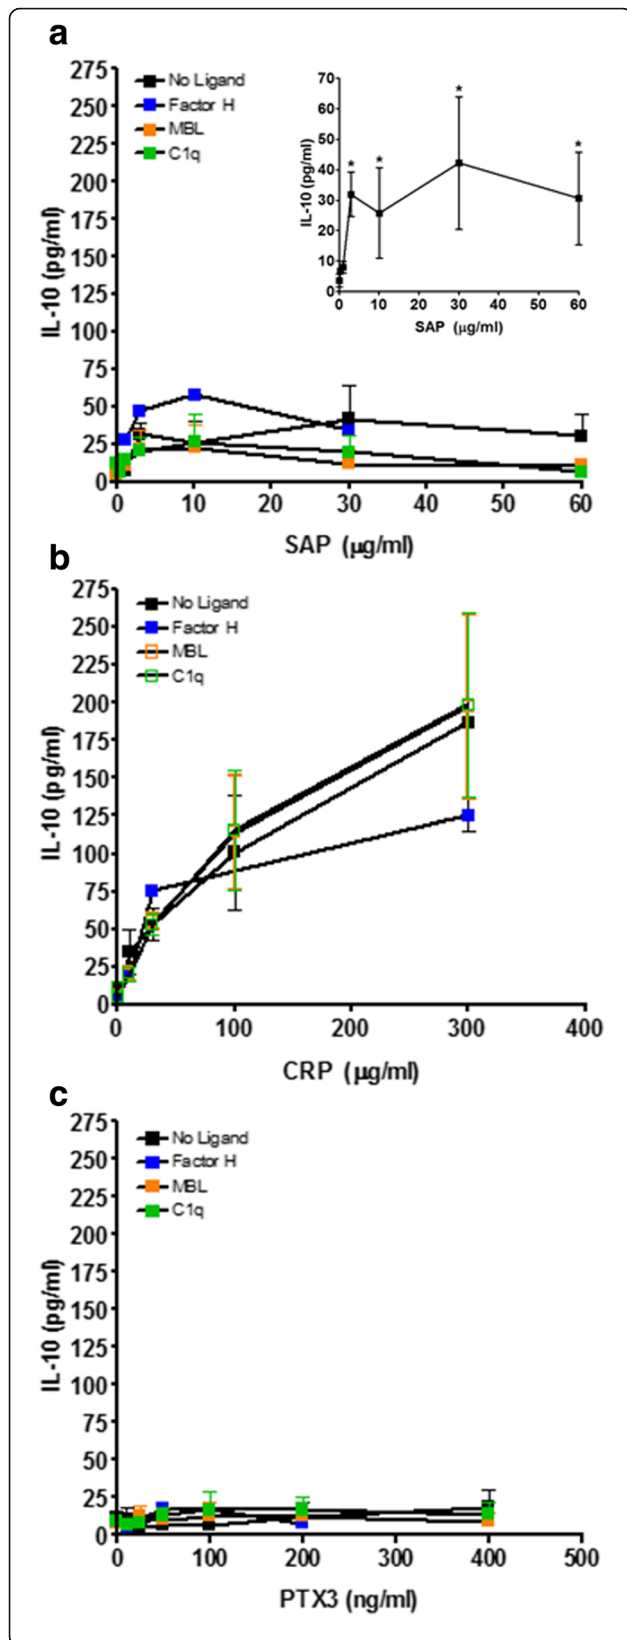 a
275
250
225
200
175
150
125
100
75
50
25
0
IL-10 (pg/ml)
No Ligand
Factor H
MBL
C1q
70
60
50
40
30
20
10
0
IL-10 (pg/ml)
* * * *
0 10 20 30 40 50 60
SAP (µg/ml)
0 10 20 30 40 50 60
SAP (µg/ml)
b
275
250
225
200
175
150
125
100
75
50
25
0
IL-10 (pg/ml)
No Ligand
Factor H
MBL
C1q
0 100 200 300 400
CRP (µg/ml)
c
275
250
225
200
175
150
125
100
75
50
25
0
IL-10 (pg/ml)
No Ligand
Factor H
MBL
C1q
0 100 200 300 400 500
PTX3 (ng/ml)